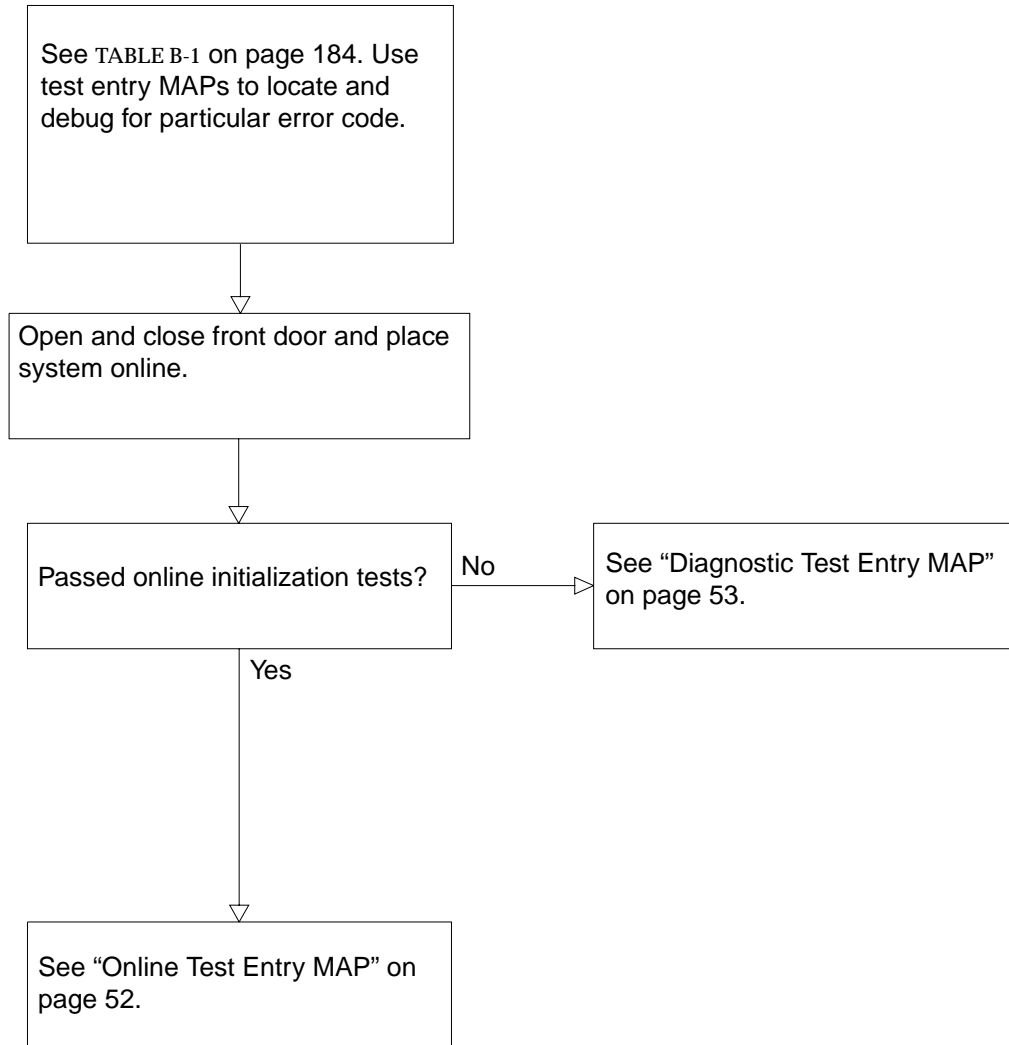 See TABLE B-1 on page 184. Use
test entry MAPs to locate and
debug for particular error code.
Open and close front door and place
system online.
Passed online initialization tests?
No
See “Diagnostic Test Entry MAP”
on page 53.
Yes
See “Online Test Entry MAP” on
page 52.